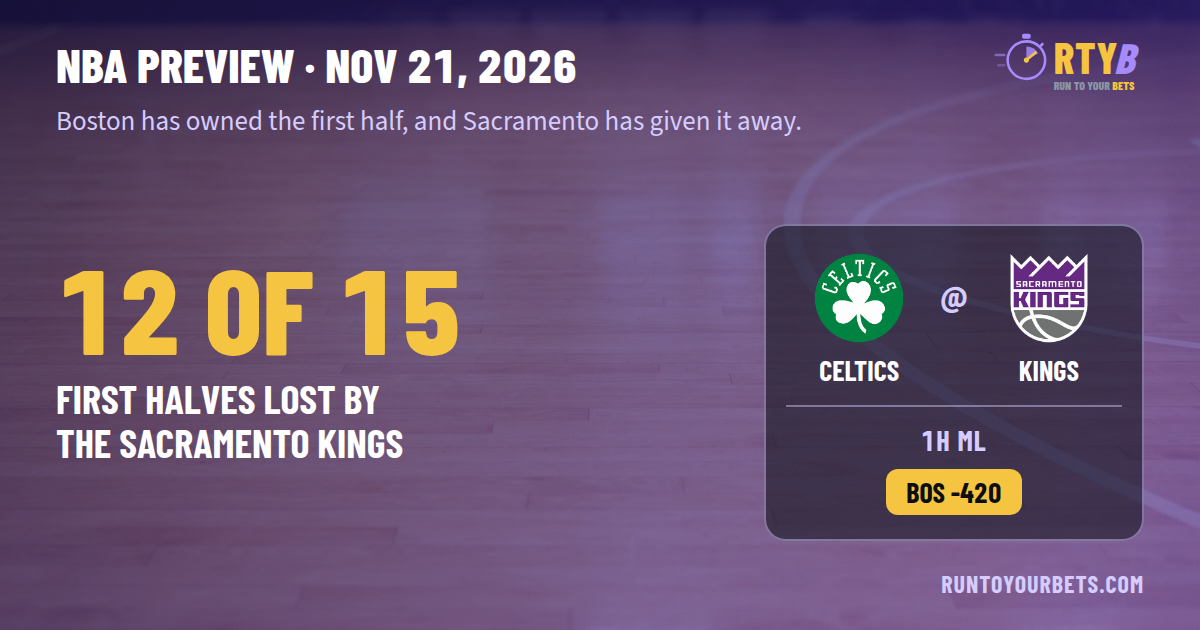 NBA PREVIEW · NOV 21, 2026
Boston has owned the first half, and Sacramento has given it away.
RTYB
RUN TO YOUR BETS
12 OF 15
FIRST HALVES LOST BY
THE SACRAMENTO KINGS
CELTICS
@
SACRAMENTO
KINGS
CELTICS
KINGS
1H ML
BOS -420
RUNTOYOURBETS.COM